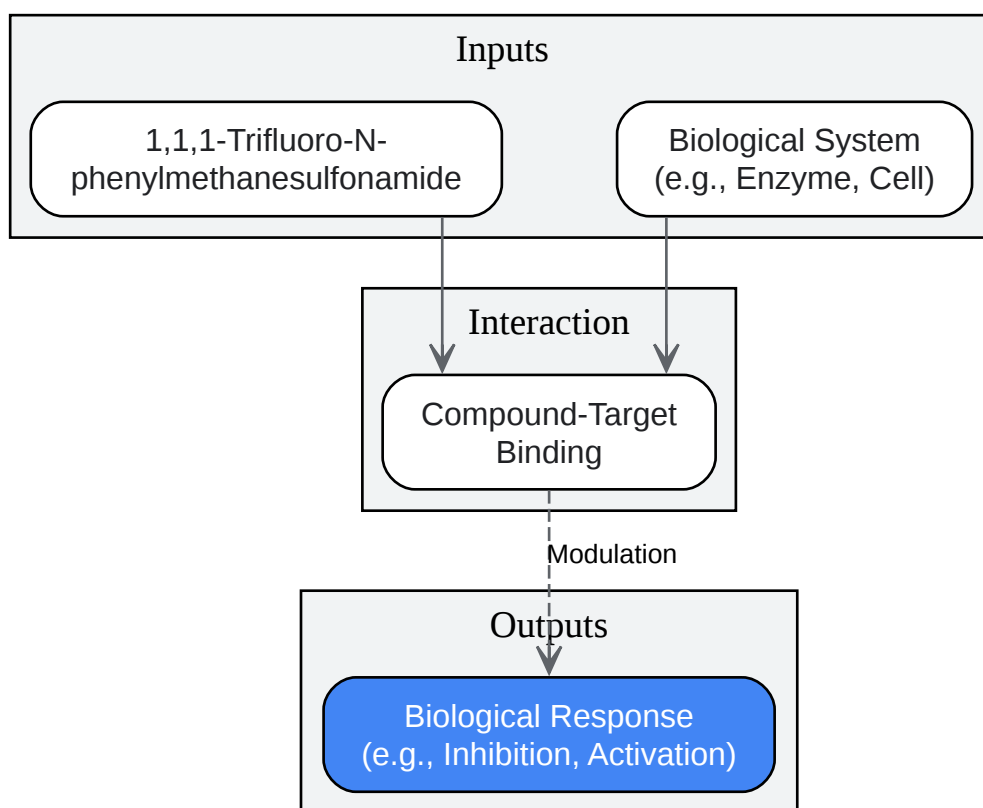 Inputs
1,1,1-Trifluoro-N-
phenylmethanesulfonamide
Biological System
(e.g., Enzyme, Cell)
Interaction
Compound-Target
Binding
Modulation
Outputs
Biological Response
(e.g., Inhibition, Activation)